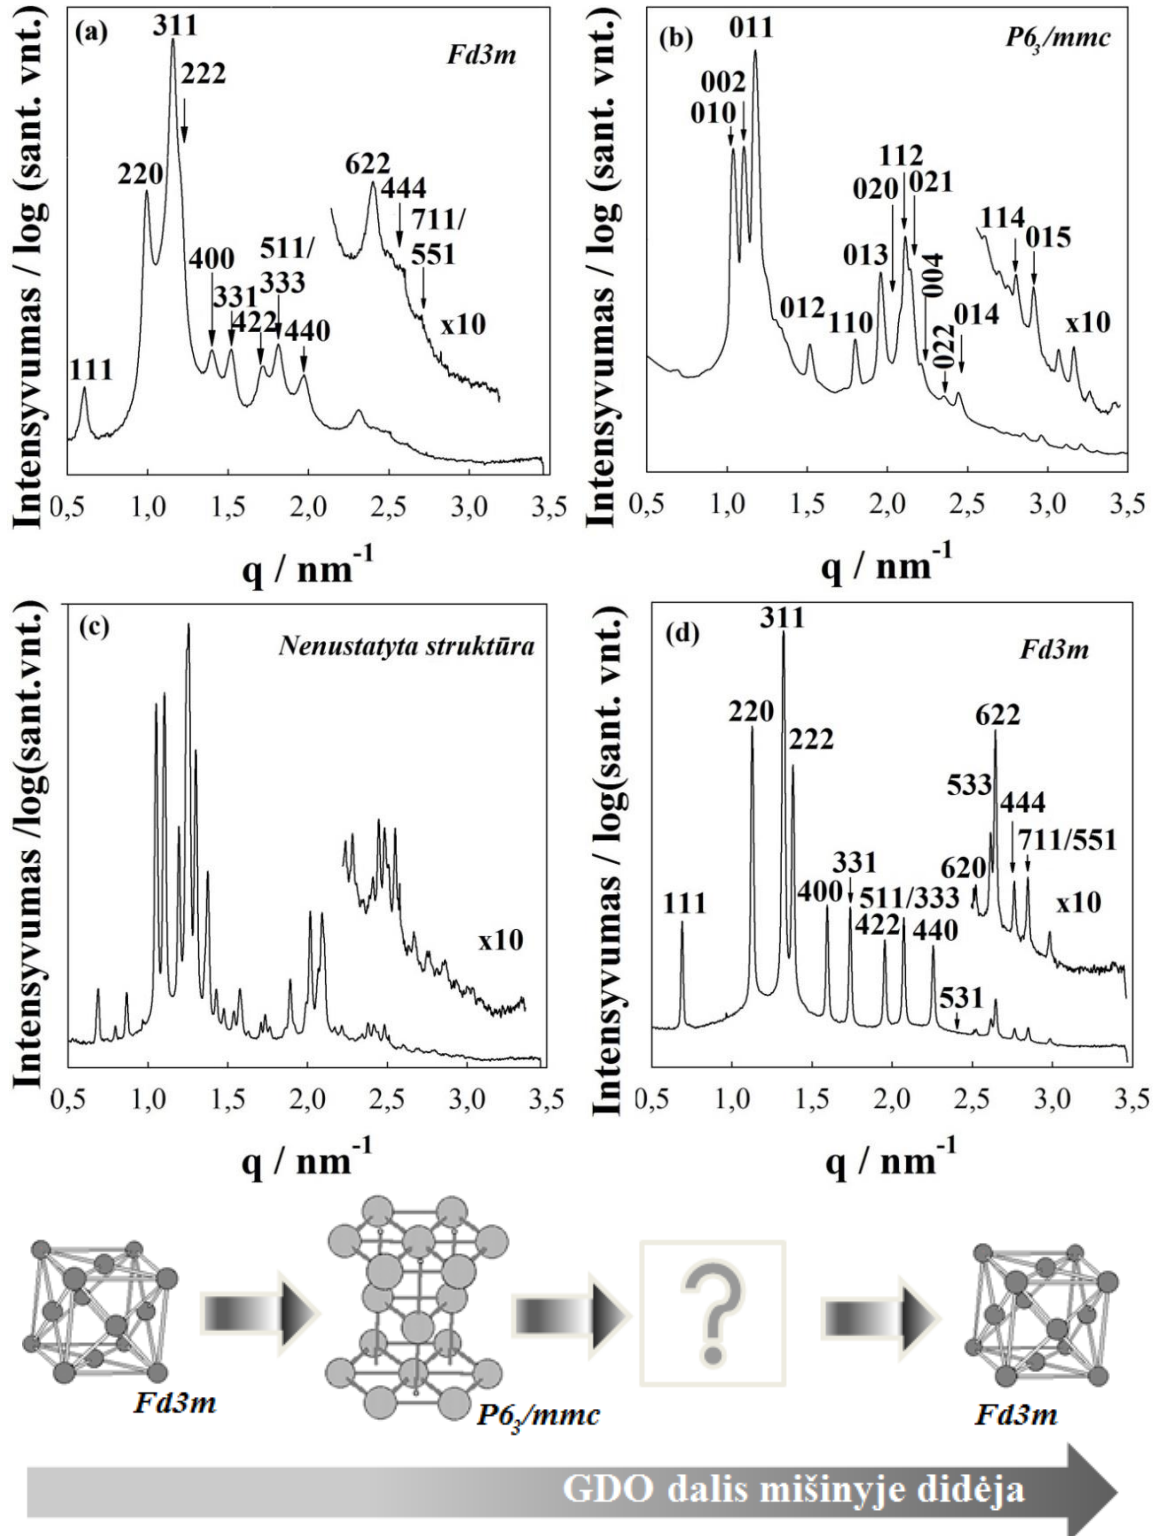 (a)
Fd3m
Intensyvumas / log (sant. vnt.)
311
222
220
111
400
331
422
511/
333
440
622
444
711/
551
x10
0,5 1,0 1,5 2,0 2,5 3,0 3,5
q / nm⁻¹
(b)
P6₃/mmc
Intensyvumas / log (sant. vnt.)
011
002
010
012
110
013
020
112
021
004
022
014
114
015
x10
0,5 1,0 1,5 2,0 2,5 3,0 3,5
q / nm⁻¹
(c)
Nenustatyta struktūra
Intensyvumas /log(sant.vnt.)
x10
0,5 1,0 1,5 2,0 2,5 3,0 3,5
q / nm⁻¹
(d)
Fd3m
Intensyvumas / log(sant. vnt.)
311
220
222
111
400
331
422
511/333
440
531
620
533
622
444
711/551
x10
0,5 1,0 1,5 2,0 2,5 3,0 3,5
q / nm⁻¹
Fd3m
P6₃/mmc
?
Fd3m
GDO dalis mišinyje didėja